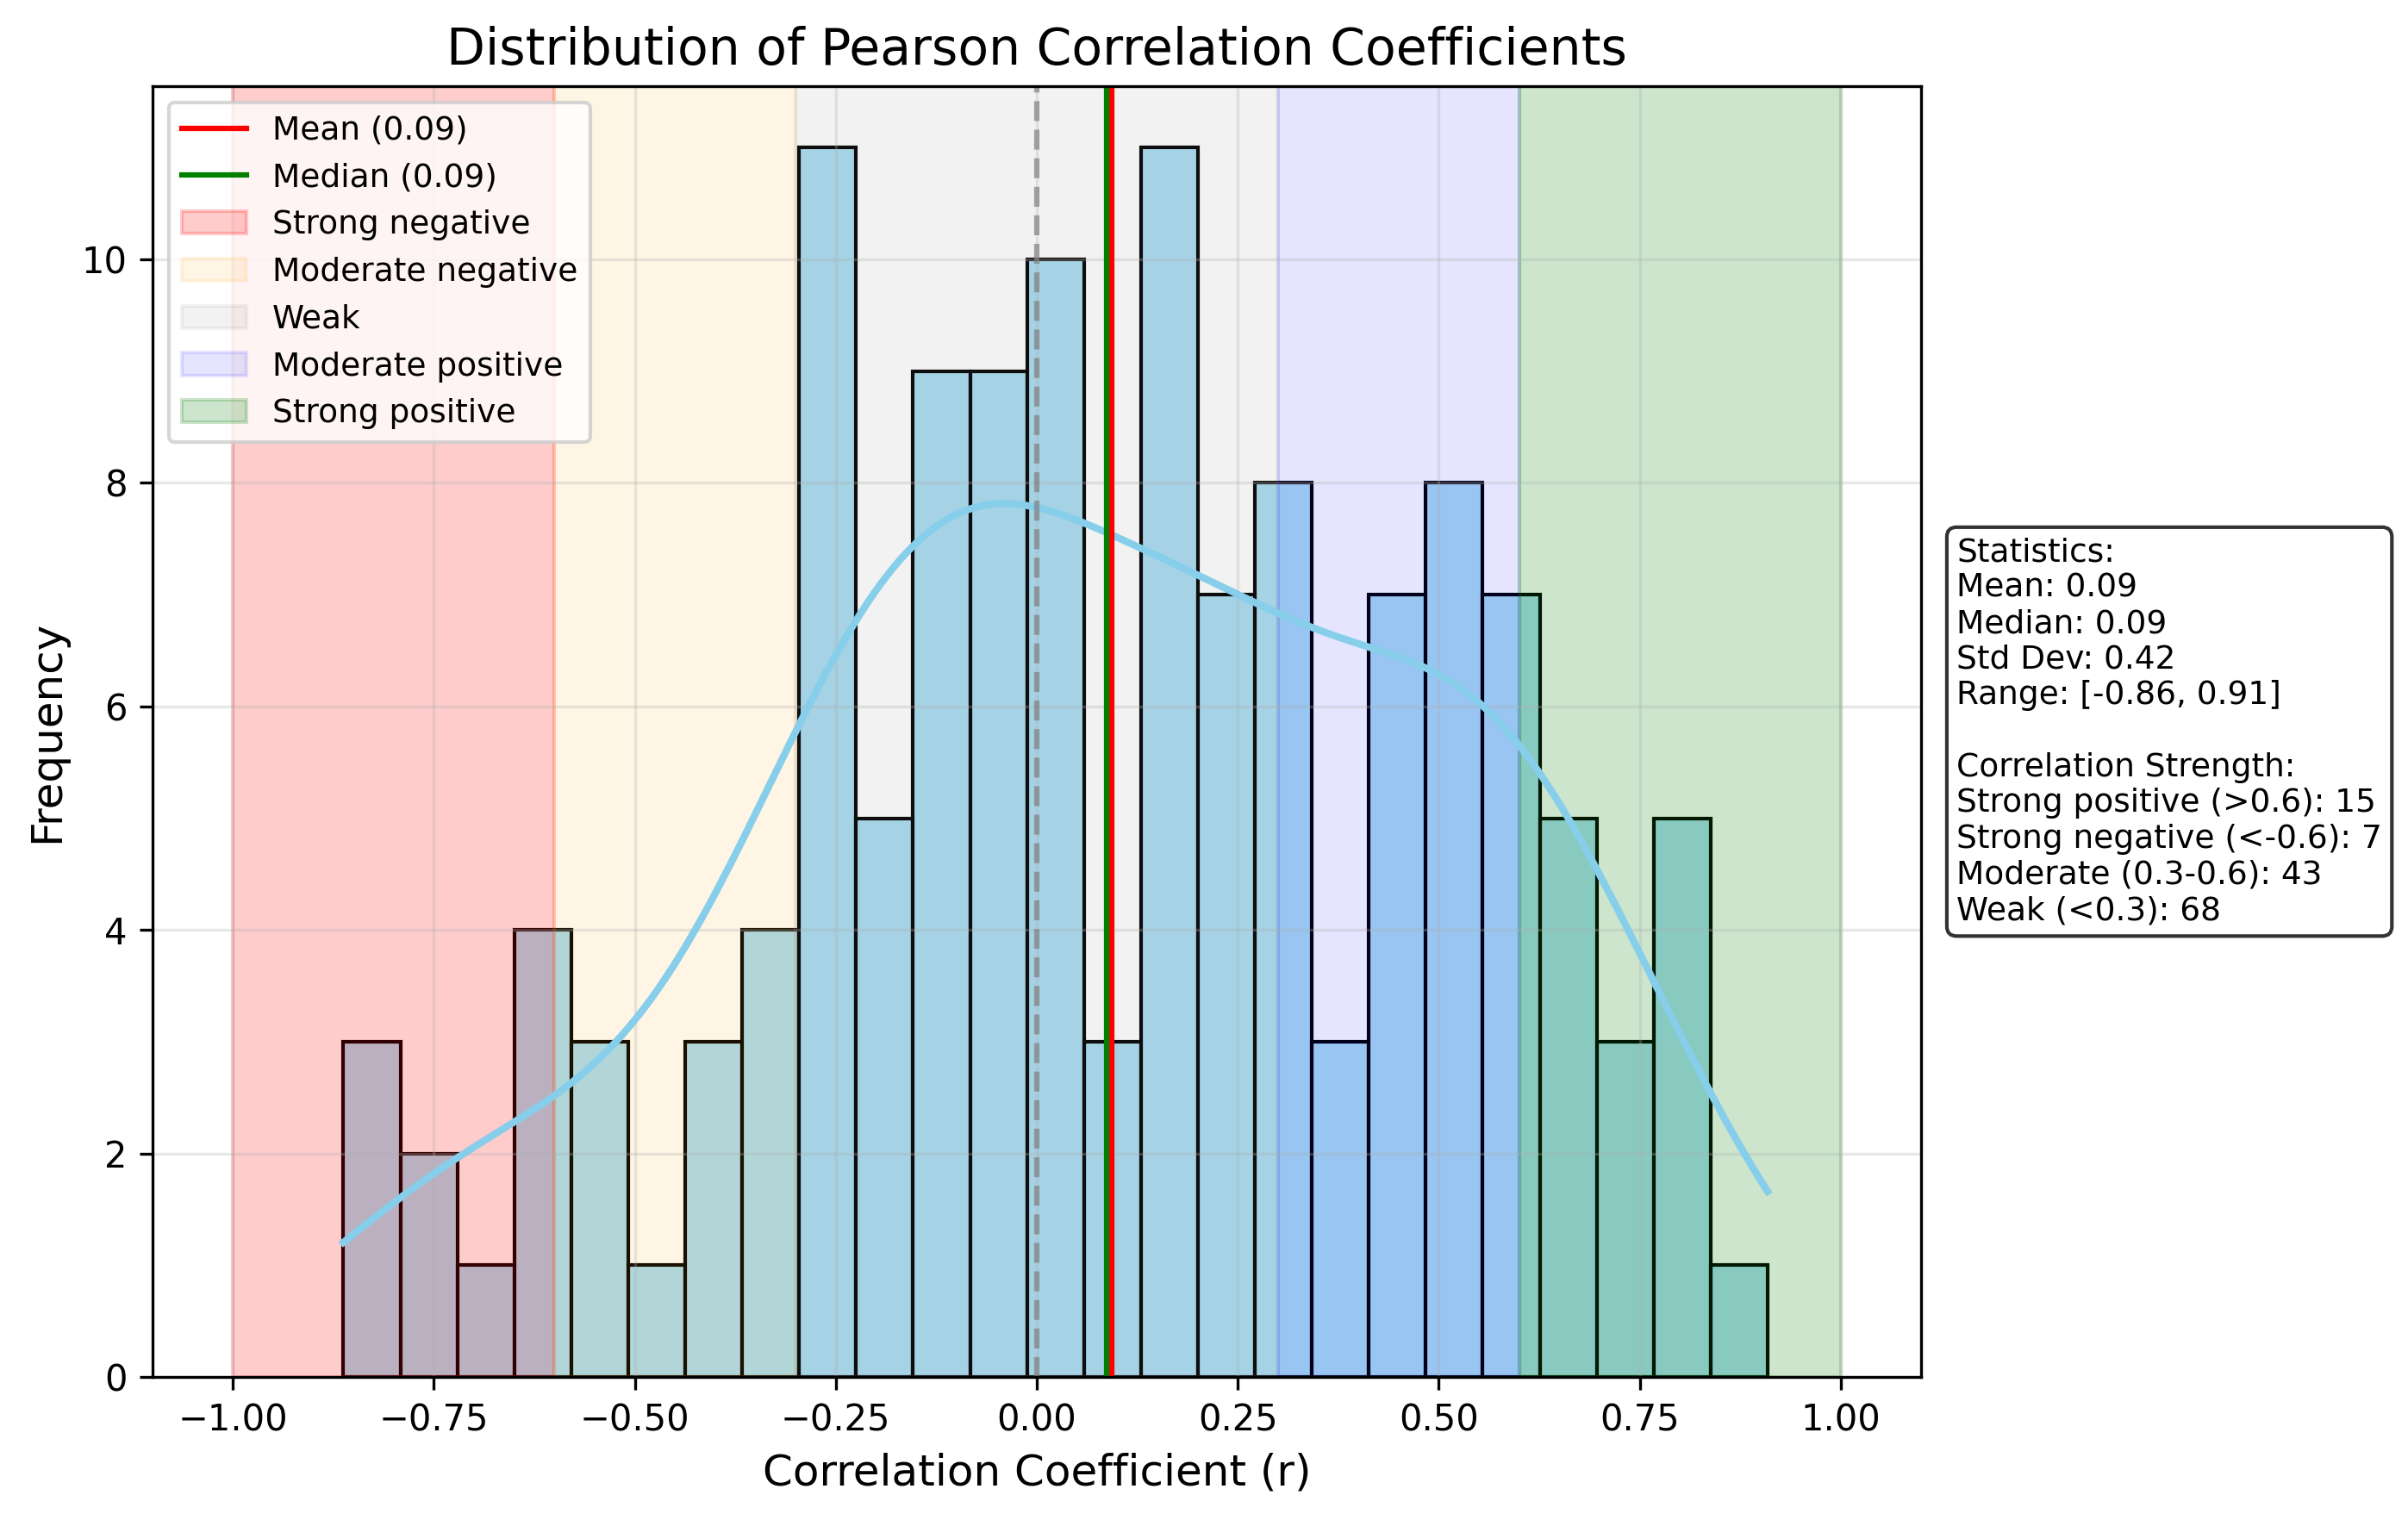 Distribution of Pearson Correlation Coefficients
Mean (0.09)
Median (0.09)
Strong negative
Moderate negative
Weak
Moderate positive
Strong positive
Frequency
10
8
6
4
2
0
−1.00 −0.75 −0.50 −0.25 0.00 0.25 0.50 0.75 1.00
Correlation Coefficient (r)
Statistics:
Mean: 0.09
Median: 0.09
Std Dev: 0.42
Range: [-0.86, 0.91]
Correlation Strength:
Strong positive (>0.6): 15
Strong negative (<-0.6): 7
Moderate (0.3-0.6): 43
Weak (<0.3): 68